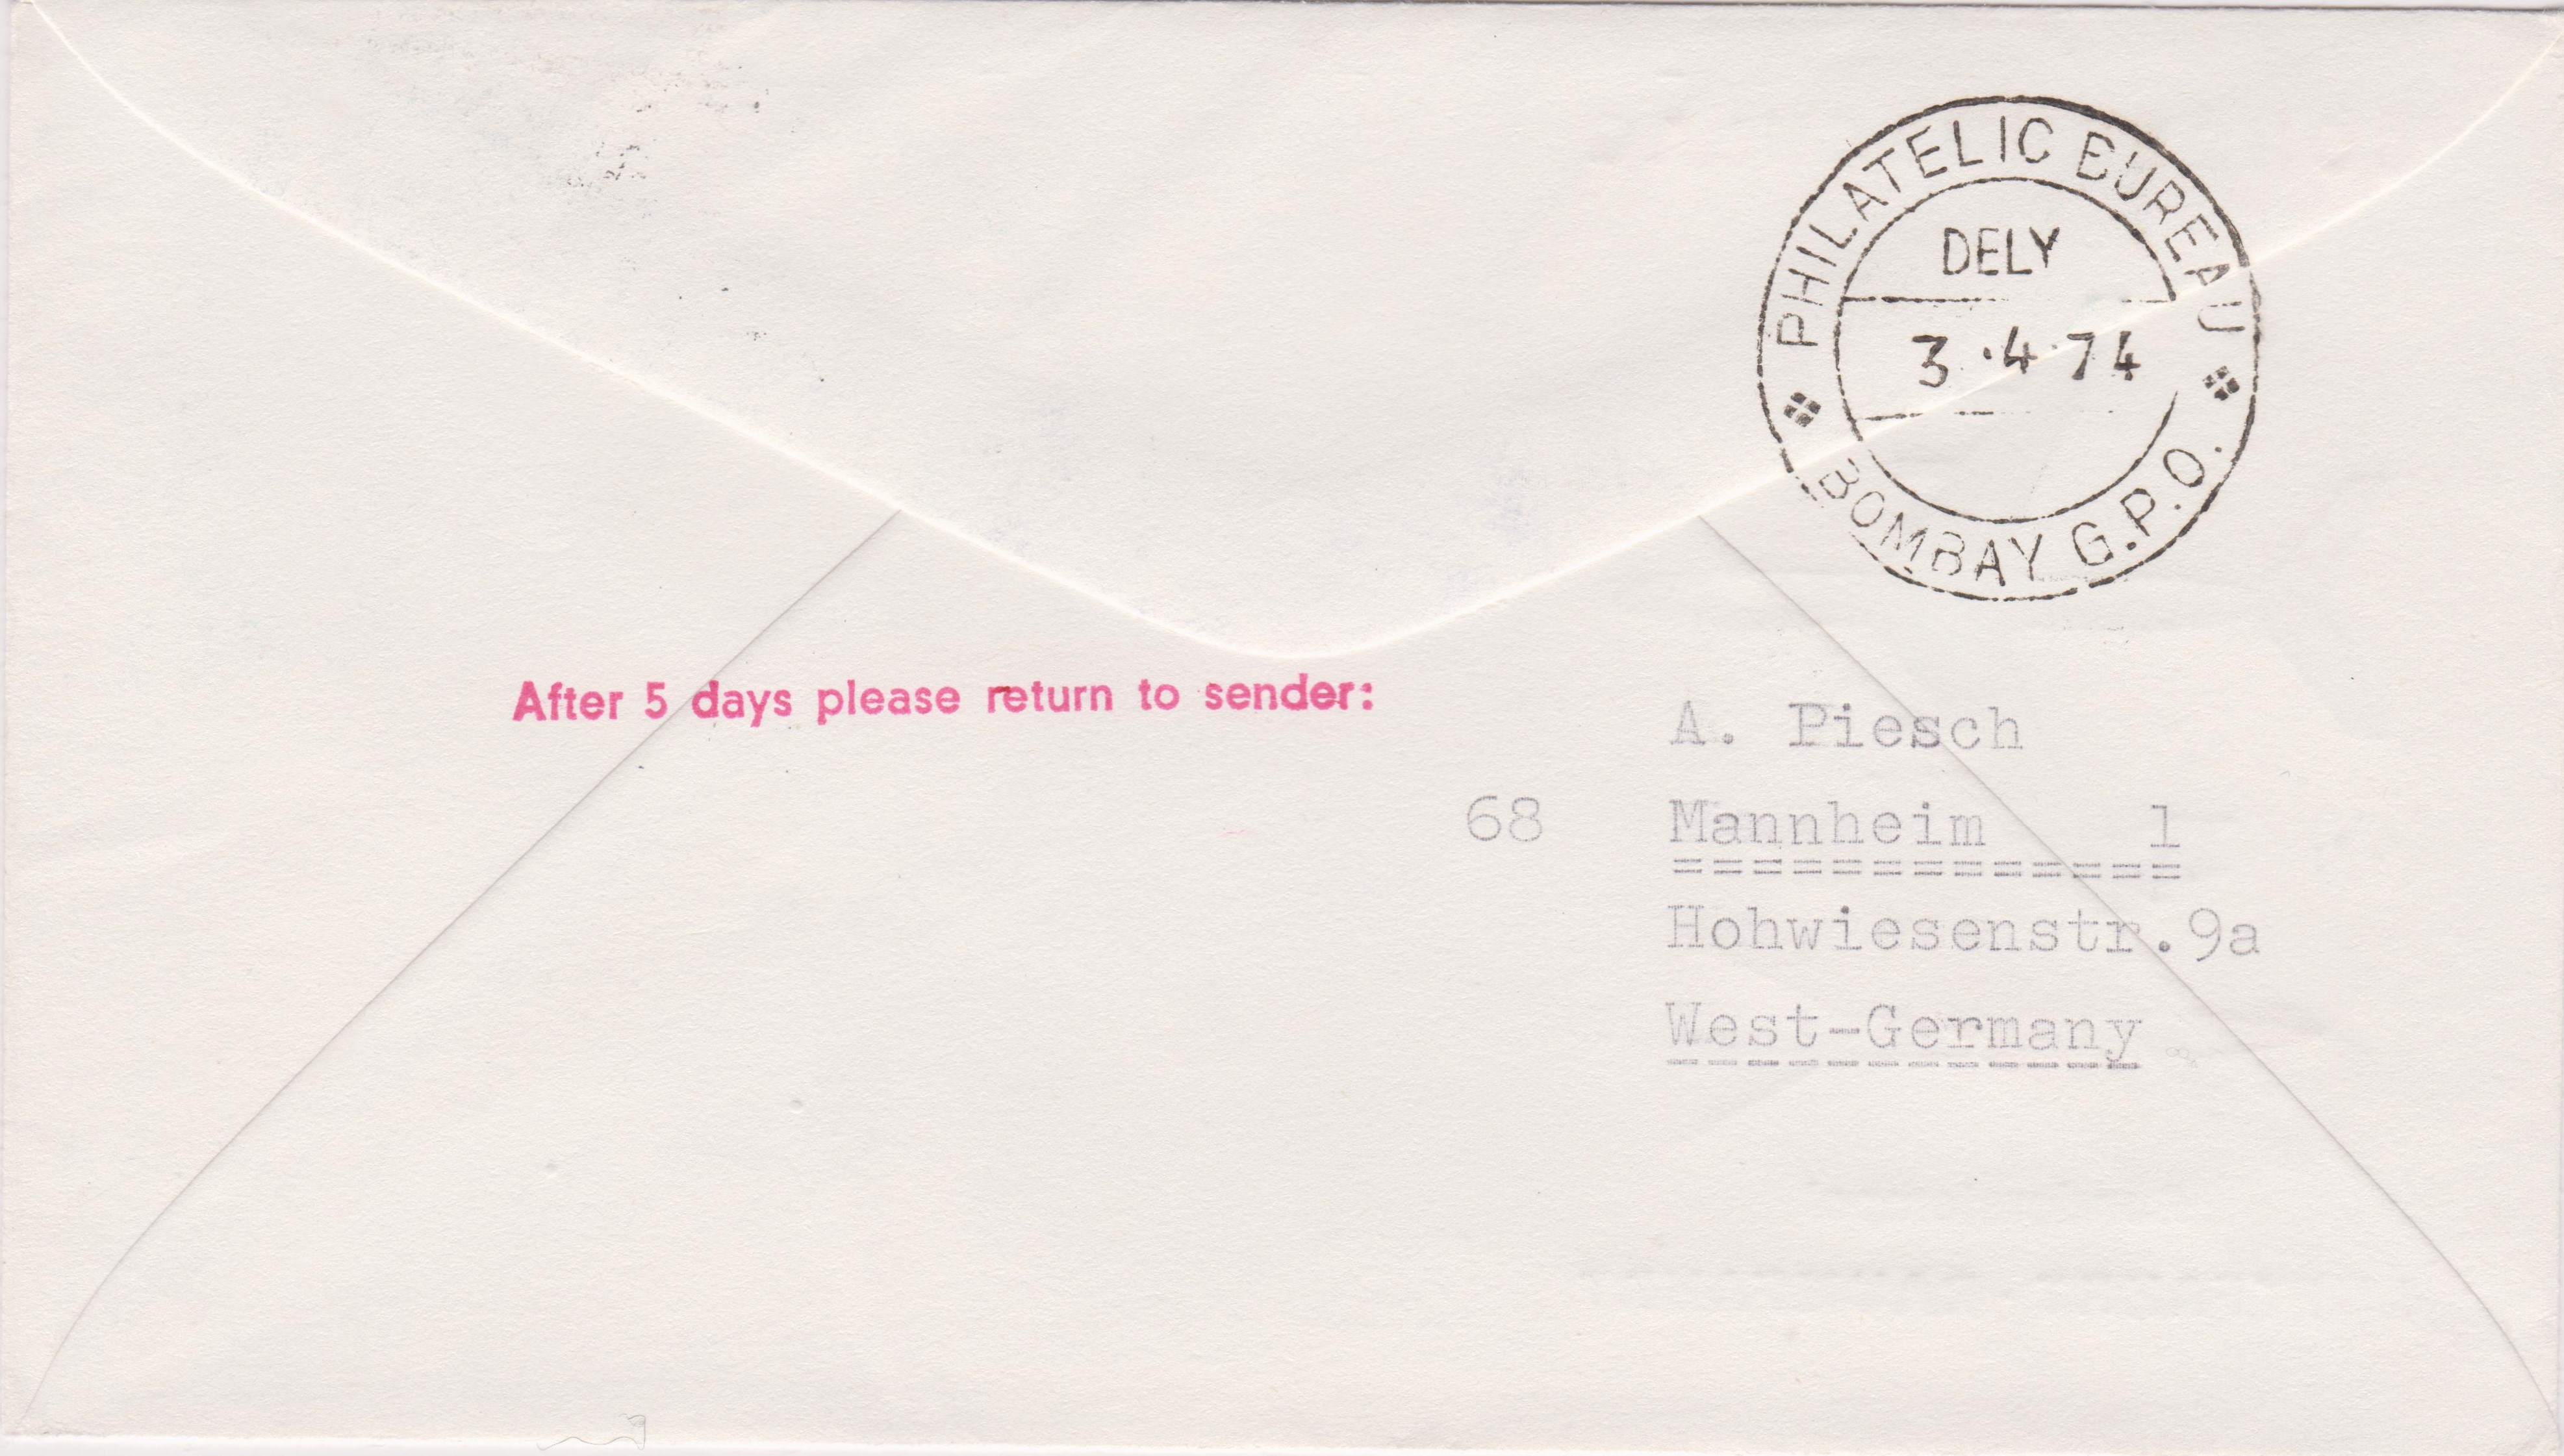 PHILATELIC BUREAU
DELY
3 .4.74
BOMBAY G.P.O.
After 5 days please return to sender:
A. Piesch
68 Mannheim 1
==============
Hohwiesenstr.9a
West-Germany
------------